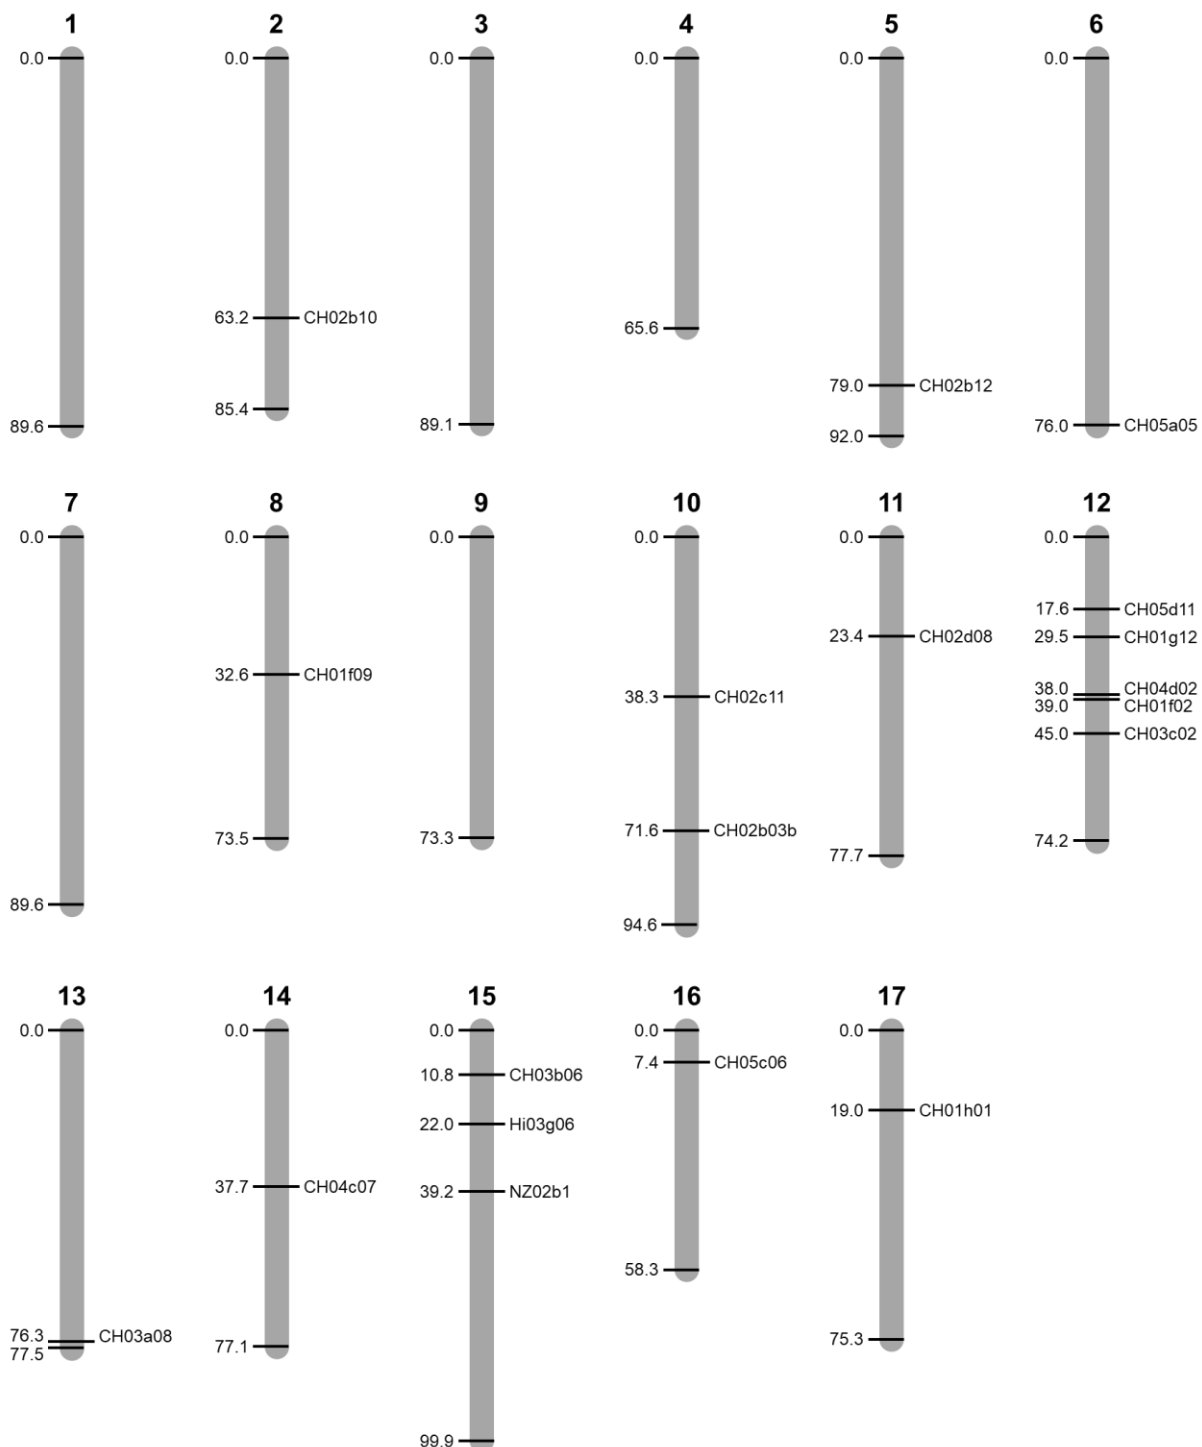 1 2 3 4 5 6
0.0 0.0 0.0 0.0 0.0 0.0
63.2 CH02b10
65.6
79.0 CH02b12
85.4
89.6 89.1 92.0 76.0 CH05a05
7 8 9 10 11 12
0.0 0.0 0.0 0.0 0.0 0.0
17.6 CH05d11
23.4 CH02d08 29.5 CH01g12
32.6 CH01f09
38.3 CH02c11 38.0 CH04d02
39.0 CH01f02
45.0 CH03c02
71.6 CH02b03b
73.5 73.3 74.2
77.7
89.6
94.6
13 14 15 16 17
0.0 0.0 0.0 0.0 0.0
7.4 CH05c06
10.8 CH03b06
19.0 CH01h01
22.0 Hi03g06
37.7 CH04c07 39.2 NZ02b1
58.3
76.3 CH03a08 75.3
77.5 77.1
99.9